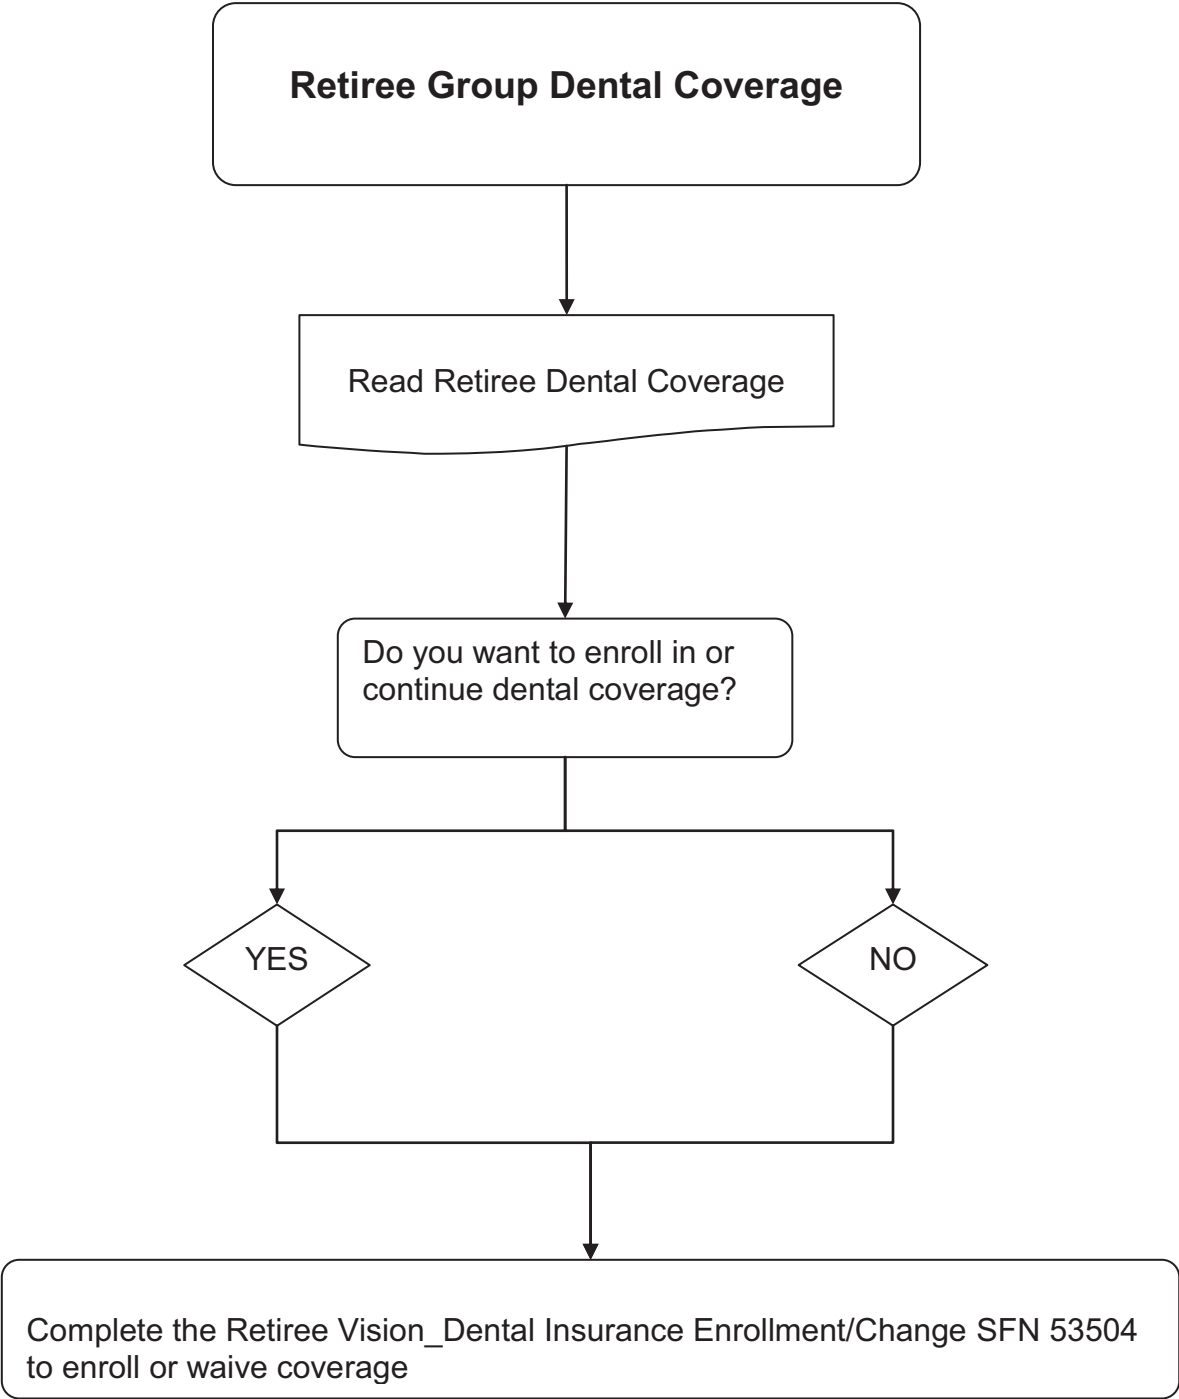 Retiree Group Dental Coverage
Read Retiree Dental Coverage
Do you want to enroll in or
continue dental coverage?
YES
NO
Complete the Retiree Vision_Dental Insurance Enrollment/Change SFN 53504
to enroll or waive coverage